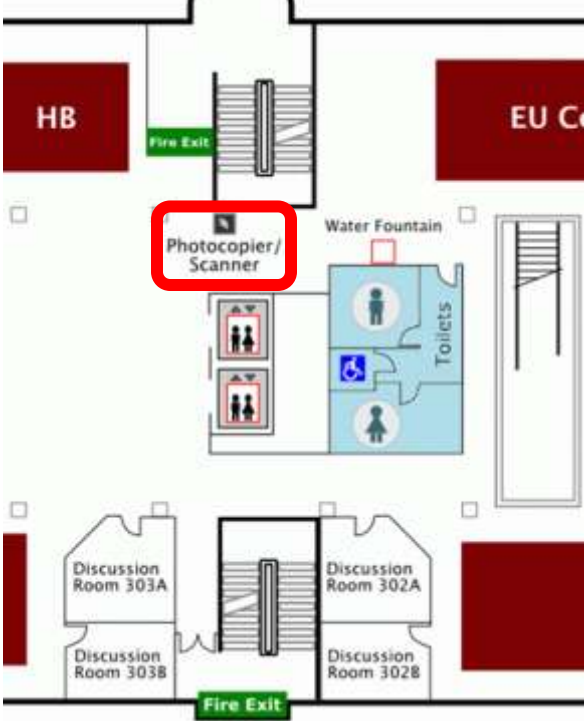 HB
EU Co
Fire Exit
Photocopier/
Scanner
Water Fountain
Toilets
Discussion
Room 303A
Discussion
Room 302A
Discussion
Room 303B
Discussion
Room 302B
Fire Exit